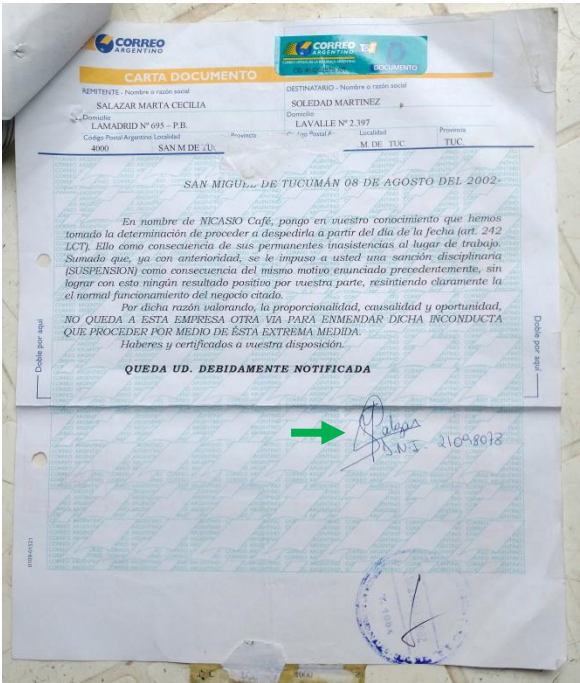 CORREO
ARGENTINO
CORREO
ARGENTINO
DOCUMENTO
CARTA DOCUMENTO
REMITENTE - Nombre o razón social
DESTINATARIO - Nombre o razón social
SALAZAR MARTA CECILIA
SOLEDAD MARTINEZ
Domicilio
Domicilio
LAMADRID Nº 695 – P.B.
LAVALLE Nº 2.397
Código Postal Argentino Localidad Provincia
Postal Localidad Provincia
4000 SAN M DE
M. DE TUC. TUC.
SAN MIGUEL DE TUCUMÁN 08 DE AGOSTO DEL 2002-
En nombre de NICASIO Café, pongo en vuestro conocimiento que hemos
tomado la determinación de proceder a despedirla a partir del día de la fecha (art. 242
LCT). Ello como consecuencia de sus permanentes inasistencias al lugar de trabajo.
Sumado que, ya con anterioridad, se le impuso a usted una sanción disciplinaria
(SUSPENSION) como consecuencia del mismo motivo enunciado precedentemente, sin
lograr con esto ningún resultado positivo por vuestra parte, resintiendo claramente la
el normal funcionamiento del negocio citado.
Por dicha razón valorando, la proporcionalidad, causalidad y oportunidad,
NO QUEDA A ESTA EMPRESA OTRA VIA PARA ENMENDAR DICHA INCONDUCTA
QUE PROCEDER POR MEDIO DE ÉSTA EXTREMA MEDIDA.
Haberes y certificados a vuestra disposición.
QUEDA UD. DEBIDAMENTE NOTIFICADA
Doble por aquí
Doble por aquí
D.N.I. 21098073